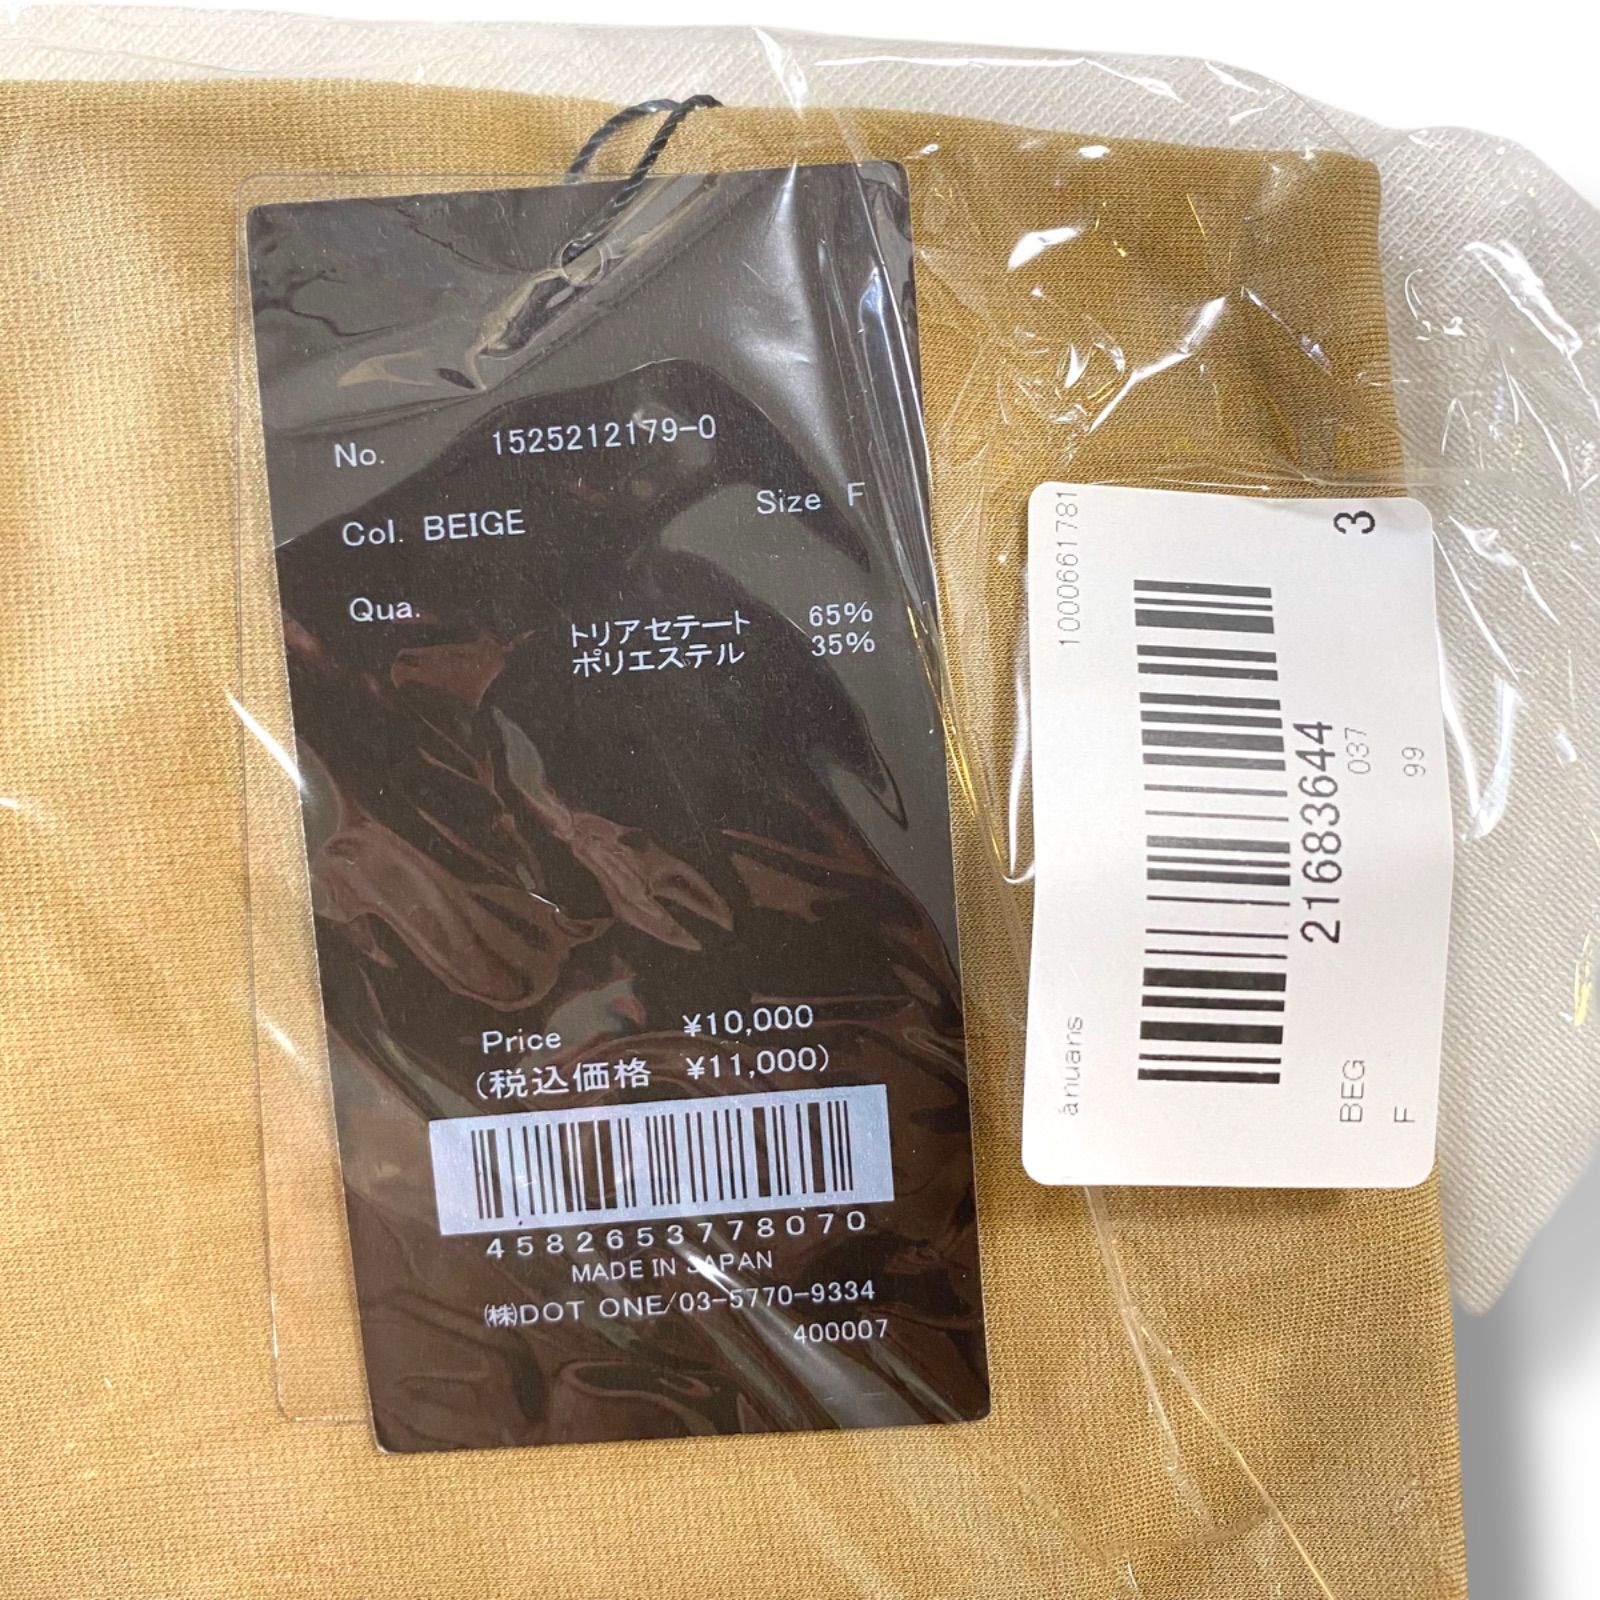 No. 1525212179-0
Col. BEIGE Size F
Qua.
トリアセテート 65%
ポリエステル 35%
Price ¥10,000
(税込価格 ¥11,000)
4582653778070
MADE IN JAPAN
㈱DOT ONE/03-5770-9334
400007
ánuans 1000661781
21683644 3
BEG 037
F 99